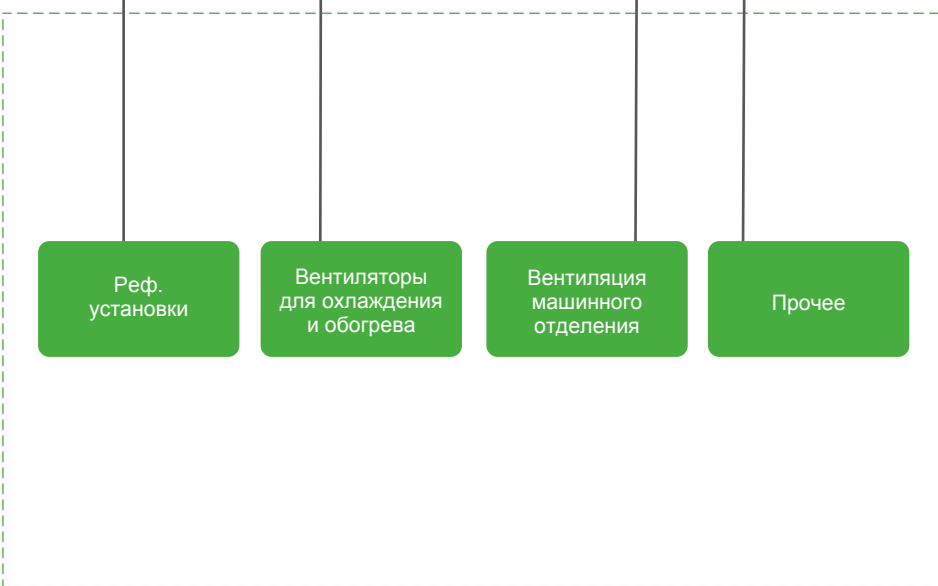 Реф.
установки
Вентиляторы
для охлаждения
и обогрева
Вентиляция
машинного
отделения
Прочее